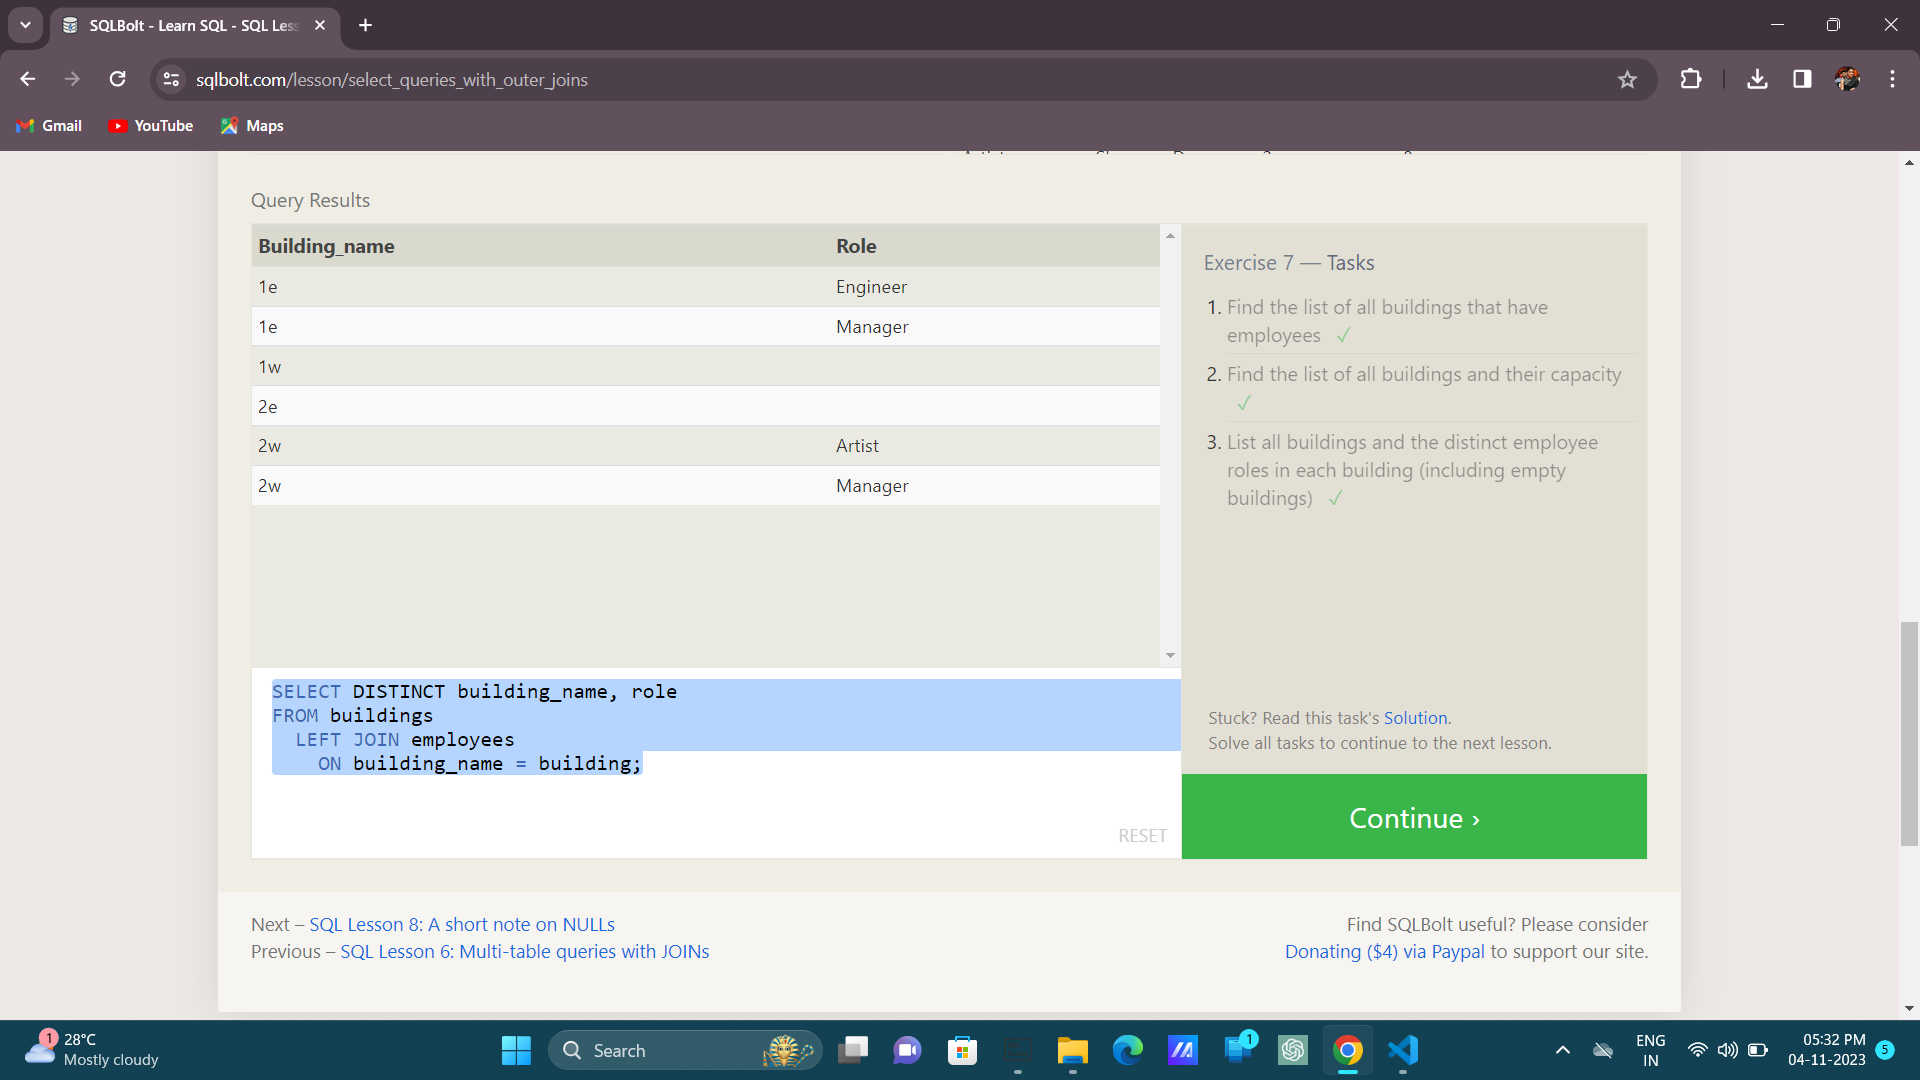 SQLBolt - Learn SQL - SQL Les
sqlbolt.com/lesson/select_queries_with_outer_joins
Gmail YouTube Maps
Query Results
Building_name Role
1e Engineer
1e Manager
1w
2e
2w Artist
2w Manager
SELECT DISTINCT building_name, role
FROM buildings
LEFT JOIN employees
ON building_name = building;
RESET
Exercise 7 — Tasks
1. Find the list of all buildings that have
employees ✓
2. Find the list of all buildings and their capacity
✓
3. List all buildings and the distinct employee
roles in each building (including empty
buildings) ✓
Stuck? Read this task's Solution.
Solve all tasks to continue to the next lesson.
Continue ›
Next – SQL Lesson 8: A short note on NULLs
Previous – SQL Lesson 6: Multi-table queries with JOINs
Find SQLBolt useful? Please consider
Donating ($4) via Paypal to support our site.
1
28°C
Mostly cloudy
Search
1
ENG
IN
05:32 PM
04-11-2023
5